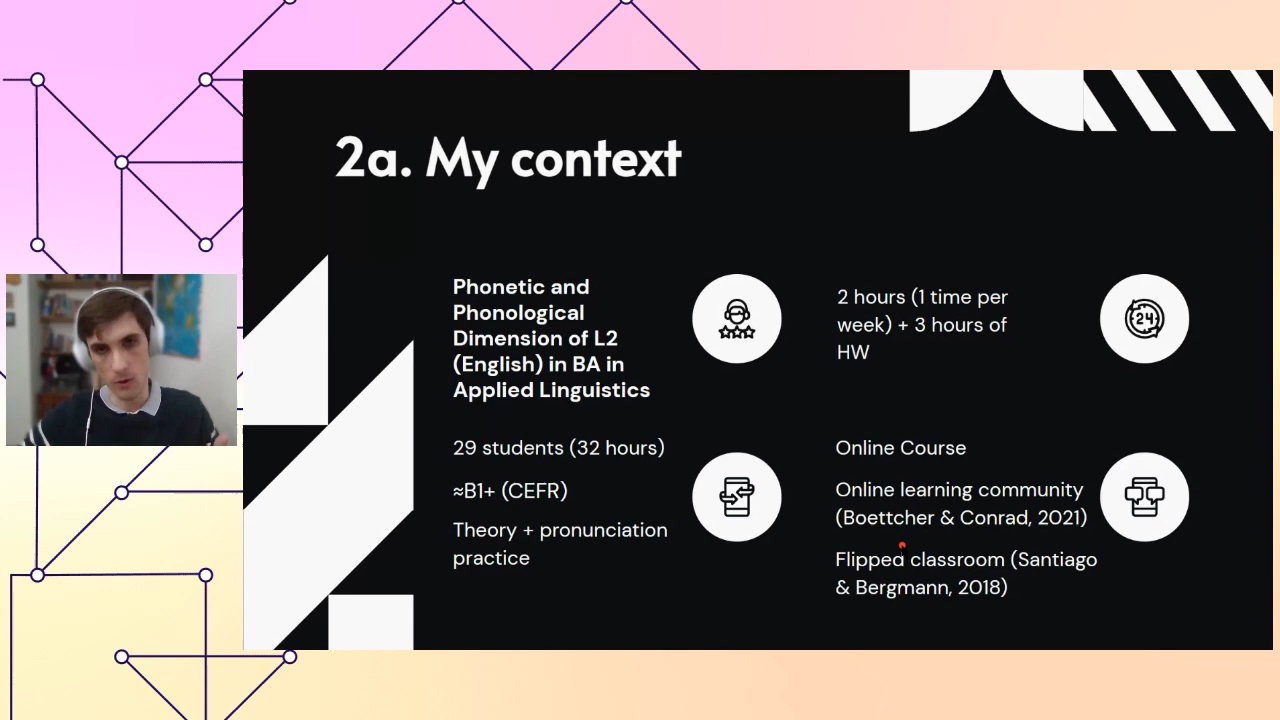 2a. My context
Phonetic and
Phonological
Dimension of L2
(English) in BA in
Applied Linguistics
29 students (32 hours)
≈B1+ (CEFR)
Theory + pronunciation
practice
2 hours (1 time per
week) + 3 hours of
HW
24
Online Course
Online learning community
(Boettcher & Conrad, 2021)
Flipped classroom (Santiago
& Bergmann, 2018)